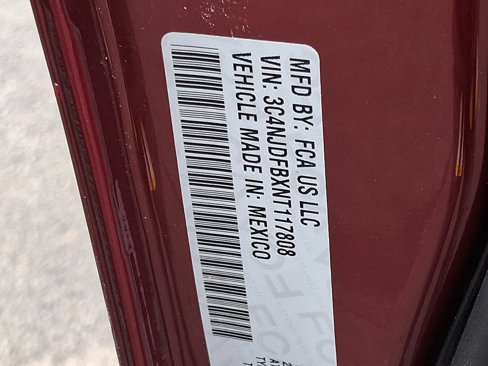 MFD BY: FCA US LLC
VIN: 3C4NJDFBXNT117808
VEHICLE MADE IN: MEXICO